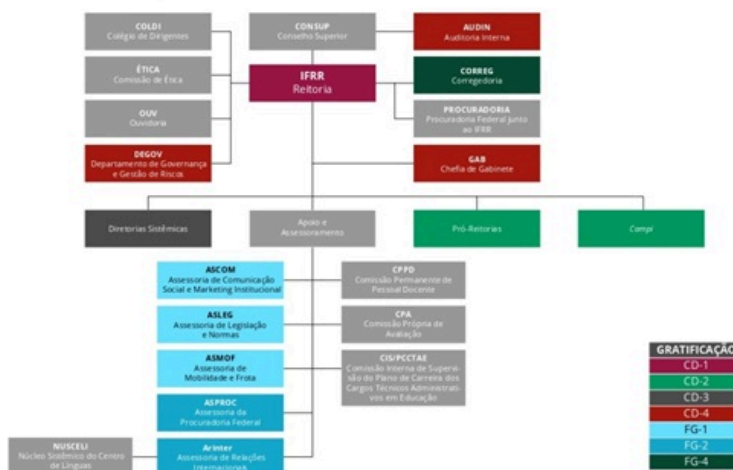 COLDI
Colégio de Dirigentes
CONSUP
Conselho Superior
AUDIN
Auditoria Interna
ÉTICA
Comissão de Ética
IFRR
Reitoria
CORREG
Corregedoria
OUV
Ouvidoria
PROCURADORIA
Procuradoria Federal junto
ao IFRR
DEGOV
Departamento de Governança
e Gestão de Riscos
GAB
Chefia de Gabinete
Diretorias Sistêmicas
Apoio e
Assessoramento
Pró-Reitorias
Campi
ASCOM
Assessoria de Comunicação
Social e Marketing Institucional
CPPD
Comissão Permanente de
Pessoal Docente
ASLEG
Assessoria de Legislação
e Normas
CPA
Comissão Própria de
Avaliação
ASMOF
Assessoria de
Mobilidade e Frota
CIS/PCCTAE
Comissão Interna de Supervi-
são do Plano de Carreira dos
Cargos Técnicos Administrati-
vos em Educação
ASPROC
Assessoria da
Procuradoria Federal
NUSCELI
Núcleo Sistêmico do Centro
de Línguas
Arinter
Assessoria de Relações
Internacionais
GRATIFICAÇÃO
CD-1
CD-2
CD-3
CD-4
FG-1
FG-2
FG-4